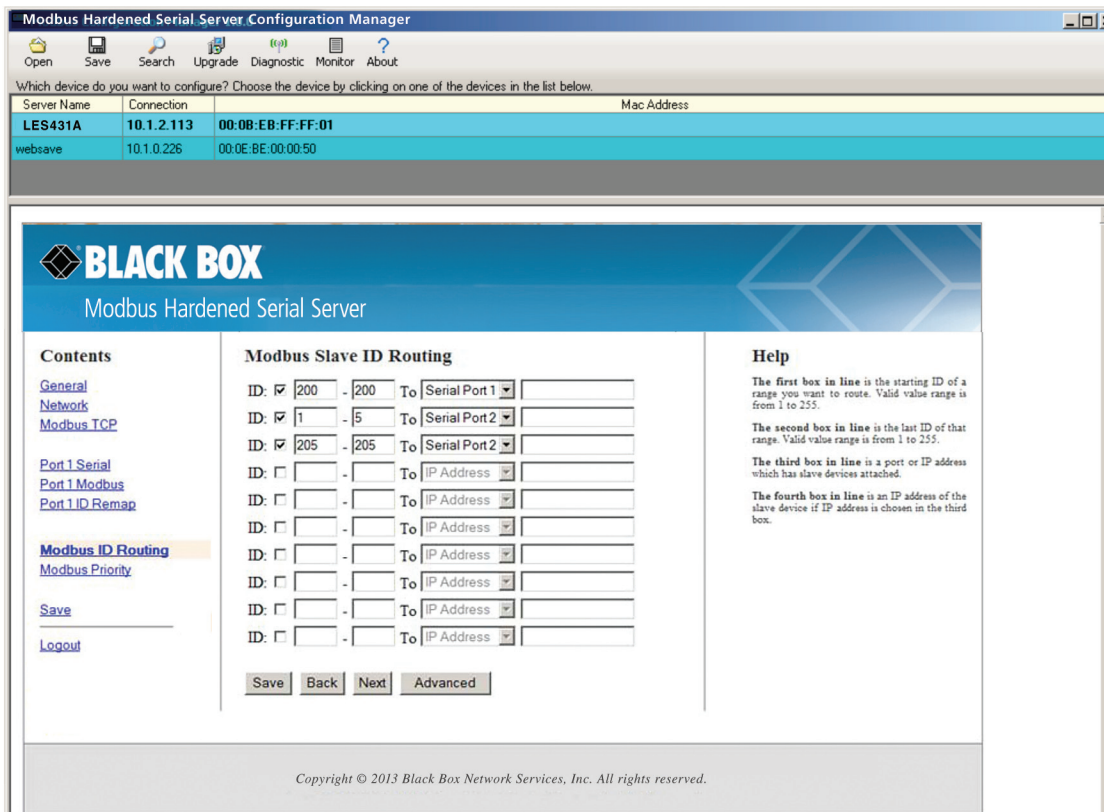 Modbus Hardened Serial Server Configuration Manager
Open Save Search Upgrade Diagnostic Monitor About
Which device do you want to configure? Choose the device by clicking on one of the devices in the list below.
Server Name Connection Mac Address
LES431A 10.1.2.113 00:0B:EB:FF:FF:01
websave 10.1.0.226 00:0E:BE:00:00:50
BLACK BOX
Modbus Hardened Serial Server
Contents
General
Network
Modbus TCP
Port 1 Serial
Port 1 Modbus
Port 1 ID Remap
Modbus ID Routing
Modbus Priority
Save
Logout
Modbus Slave ID Routing
ID: 200 - 200 To Serial Port 1
ID: 1 - 5 To Serial Port 2
ID: 205 - 205 To Serial Port 2
ID: - To IP Address
ID: - To IP Address
ID: - To IP Address
ID: - To IP Address
ID: - To IP Address
ID: - To IP Address
ID: - To IP Address
Save Back Next Advanced
Help
The first box in line is the starting ID of a
range you want to route. Valid value range is
from 1 to 255.
The second box in line is the last ID of that
range. Valid value range is from 1 to 255.
The third box in line is a port or IP address
which has slave devices attached.
The fourth box in line is an IP address of the
slave device if IP address is chosen in the third
box.
Copyright © 2013 Black Box Network Services, Inc. All rights reserved.